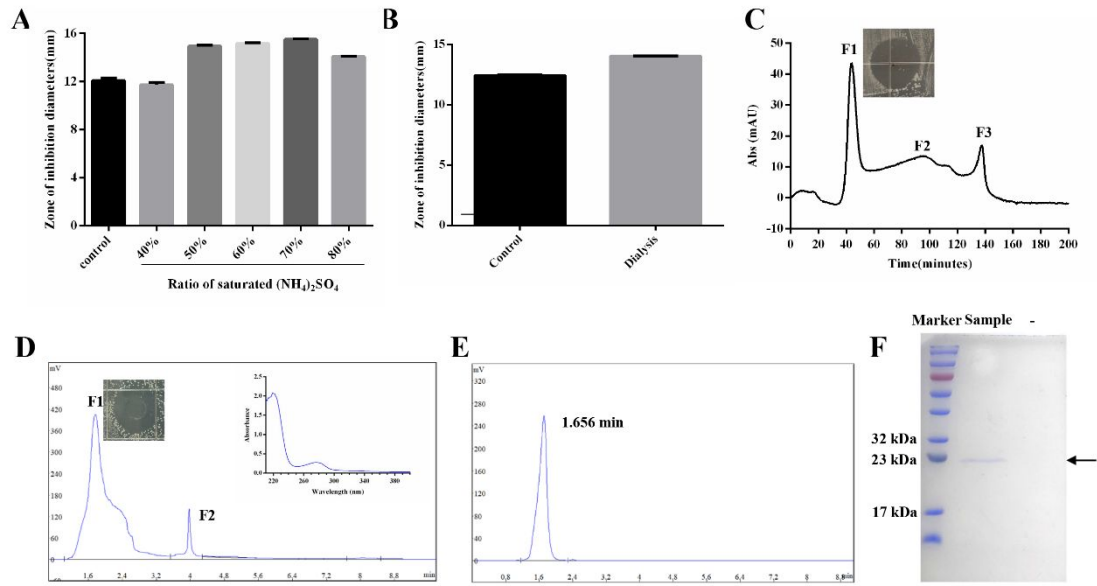 A
Zone of inhibition diameters(mm)
16
12
8
4
0
control
40%
50%
60%
70%
80%
Ratio of saturated (NH4)2SO4
B
Zone of inhibition diameters(mm)
15
10
5
0
Control
Dialysis
C
Abs (mAU)
50
40
30
20
10
0
-10
F1
F2
F3
0 20 40 60 80 100 120 140 160 180 200
Time(minutes)
D
mV
480
420
360
300
240
180
120
60
0
F1
F2
1,6 2,4 3,2 4 4,8 5,6 6,4 7,2 8 8,8 min
Absorbance
2.5
2.0
1.5
1.0
0.5
0.0
220 260 300 340 380
Wavelength (nm)
E
mV
320
280
240
200
160
120
80
40
0
1.656 min
0,8 1,6 2,4 3,2 4 4,8 5,6 6,4 7,2 8 8,8 min
F
Marker Sample -
32 kDa
23 kDa
17 kDa